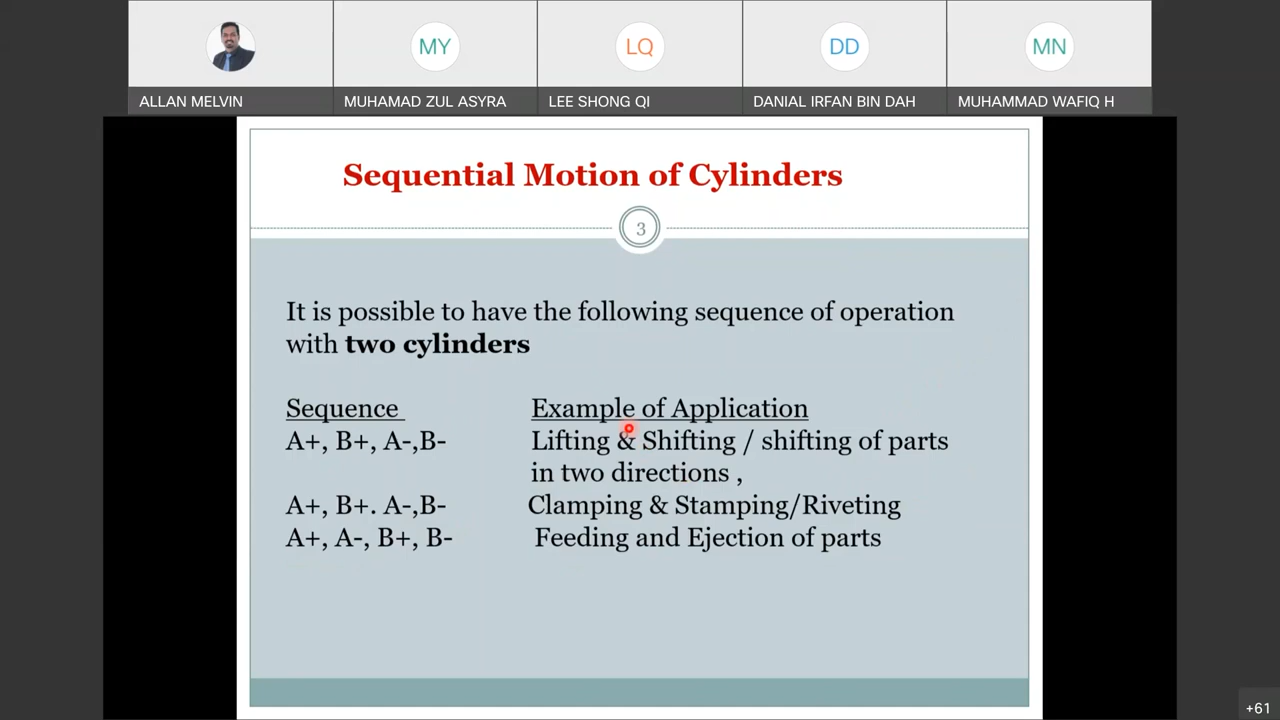 MY
LQ
DD
MN
ALLAN MELVIN
MUHAMAD ZUL ASYRA
LEE SHONG QI
DANIAL IRFAN BIN DAH
MUHAMMAD WAFIQ H
Sequential Motion of Cylinders
3
It is possible to have the following sequence of operation
with two cylinders
Sequence Example of Application
A+, B+, A-,B- Lifting & Shifting / shifting of parts
in two directions ,
A+, B+. A-,B- Clamping & Stamping/Riveting
A+, A-, B+, B- Feeding and Ejection of parts
+61